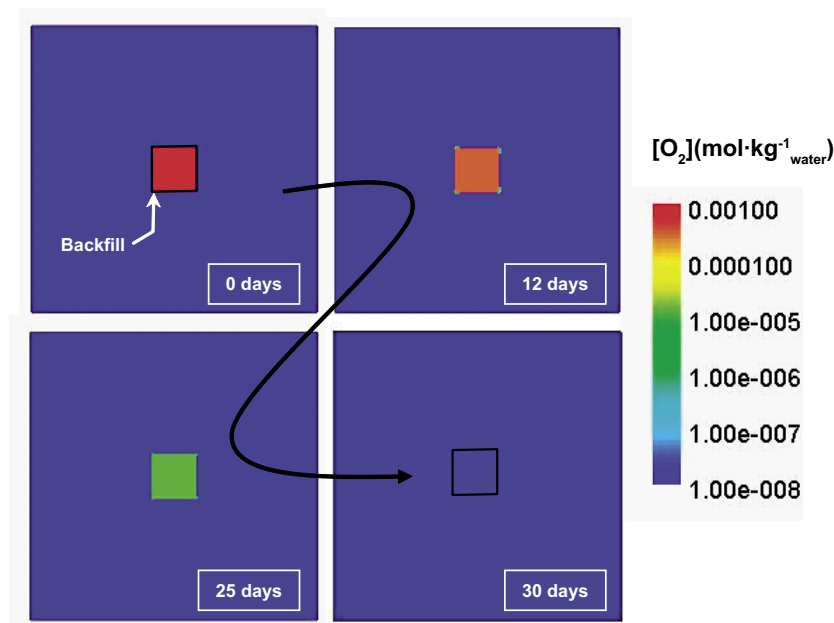 Backfill
0 days
12 days
25 days
30 days
[O₂](mol·kg⁻¹water)
0.00100
0.000100
1.00e-005
1.00e-006
1.00e-007
1.00e-008